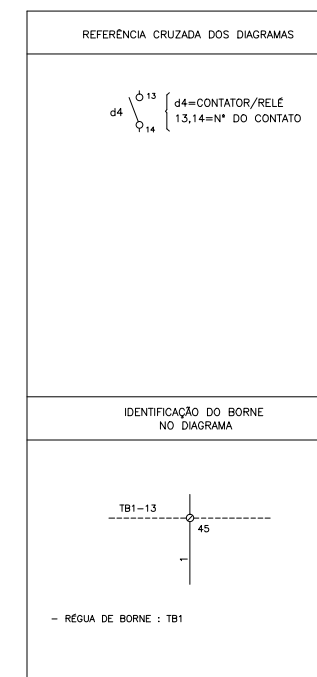 REFERÊNCIA CRUZADA DOS DIAGRAMAS
13
d4
14
d4=CONTATOR/RELÉ
13,14=Nº DO CONTATO
IDENTIFICAÇÃO DO BORNE
NO DIAGRAMA
TB1-13
45
1
- RÉGUA DE BORNE : TB1